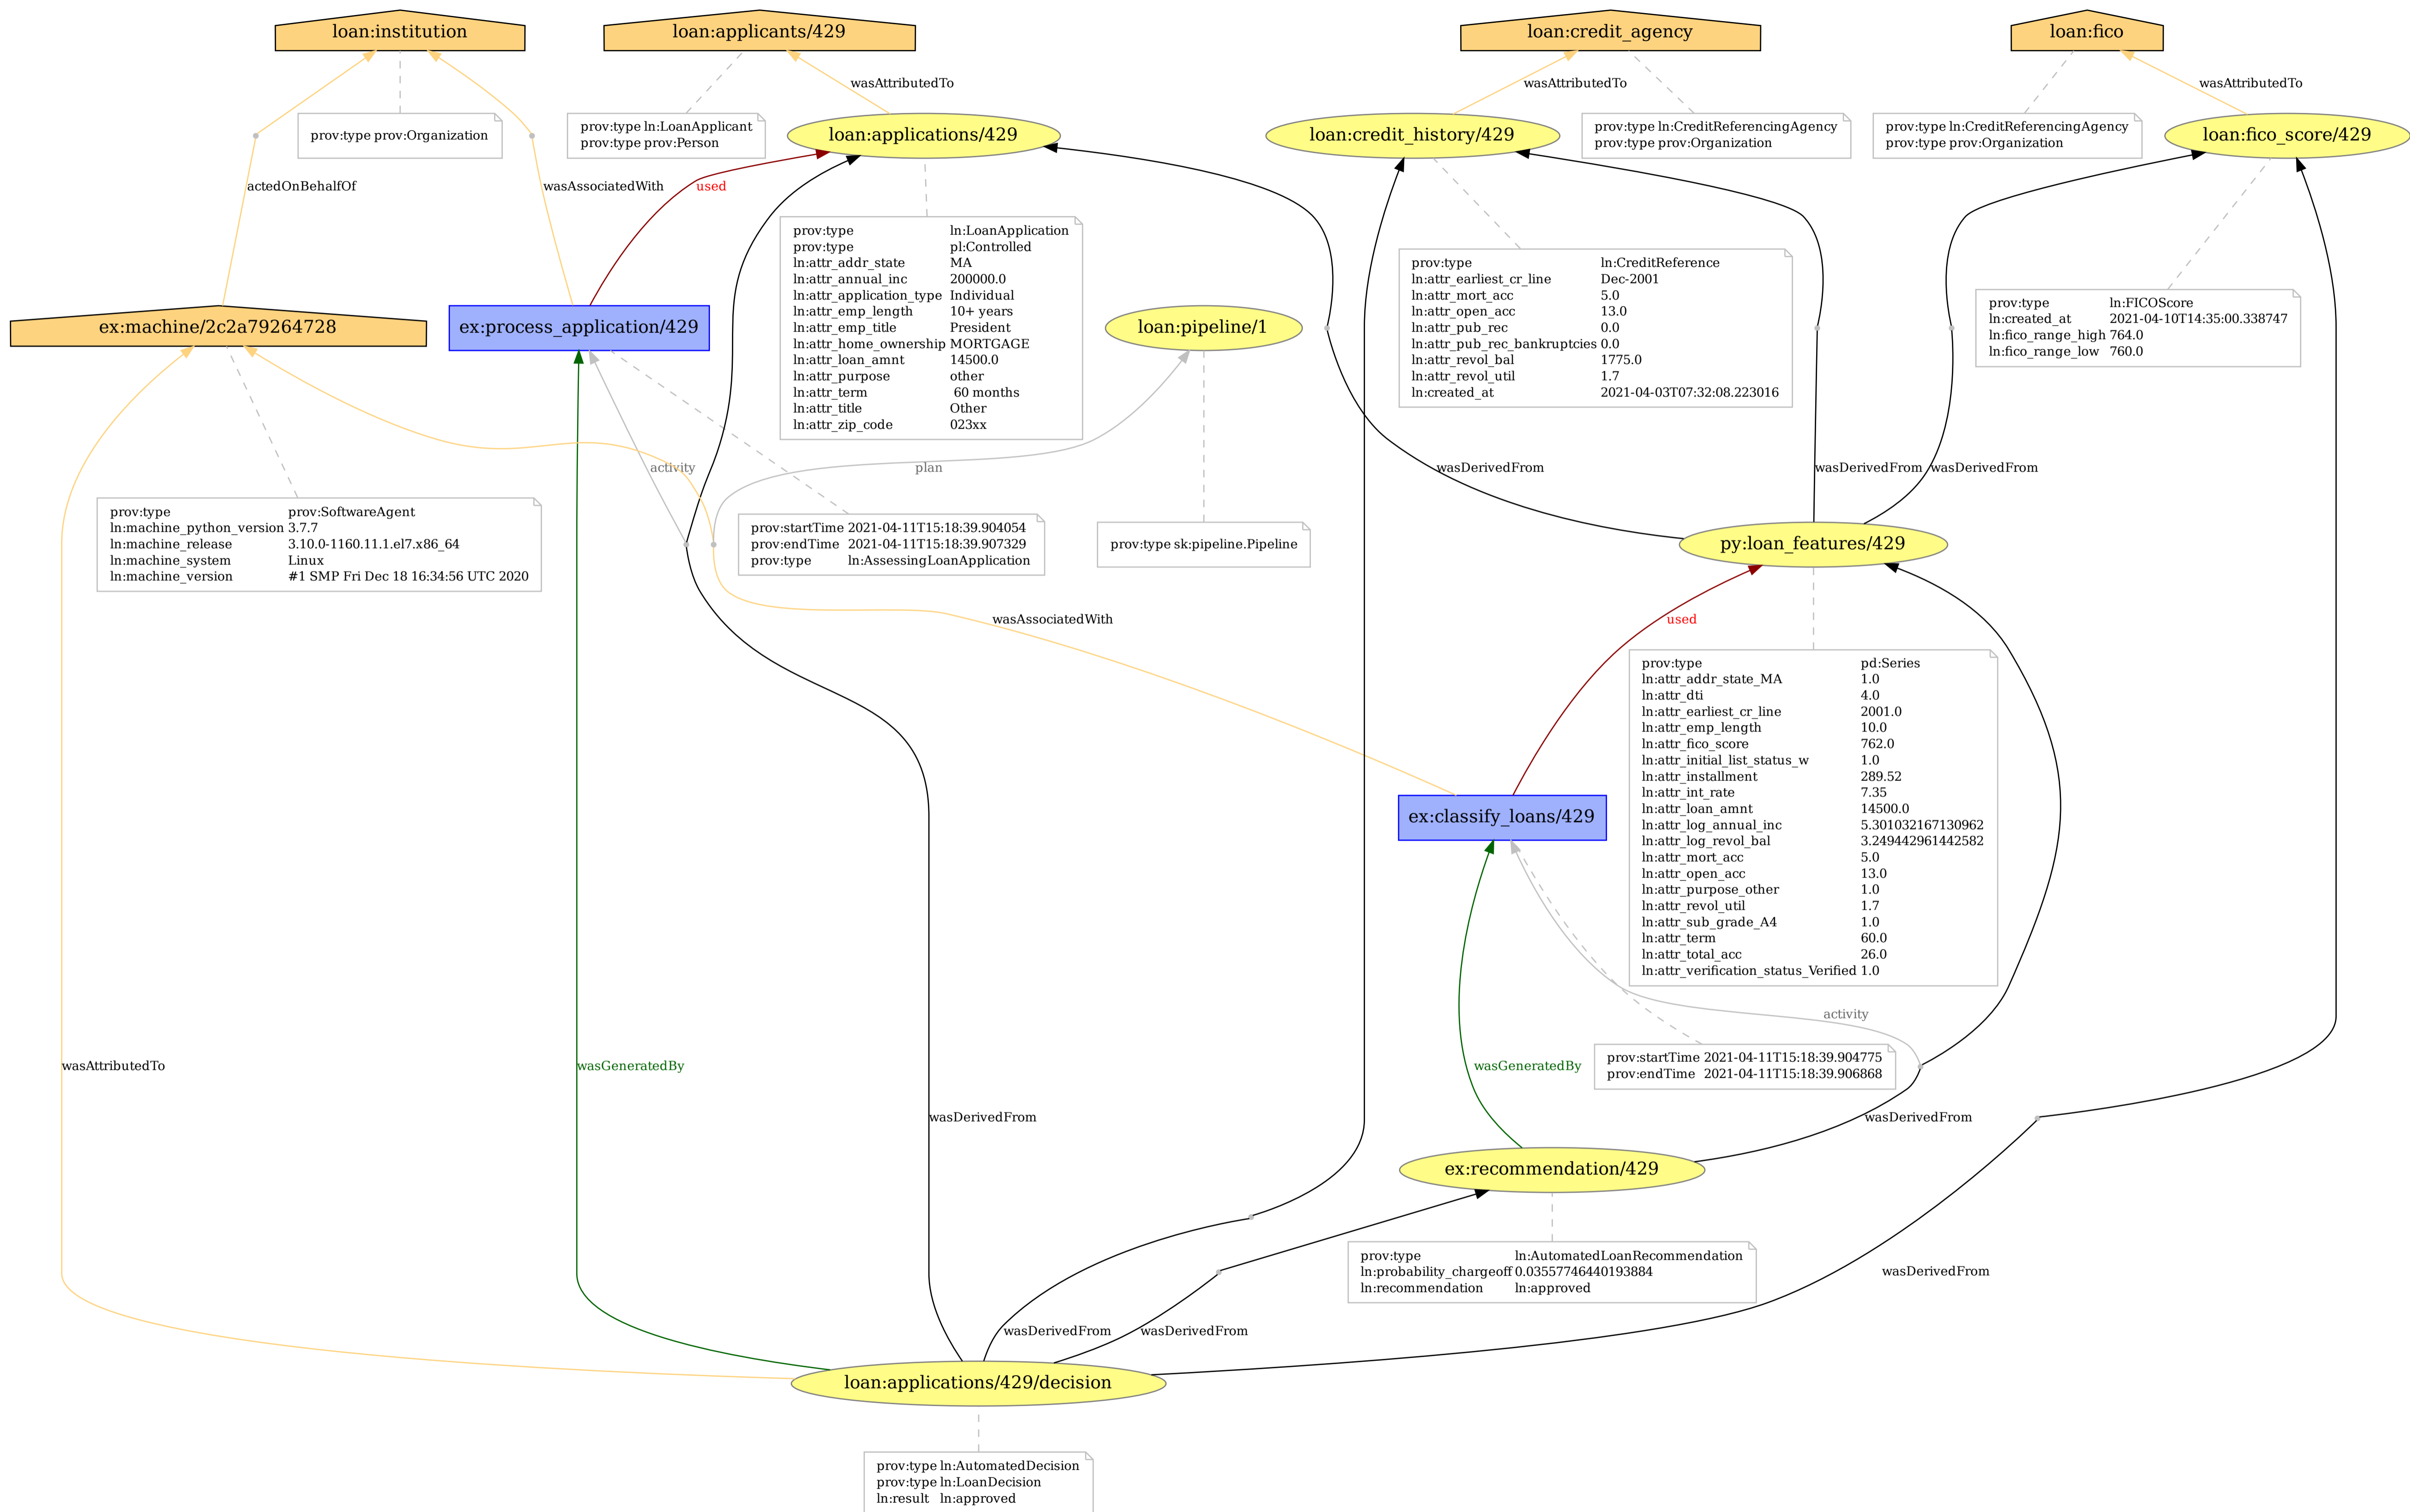 loan:institution
loan:applicants/429
loan:credit_agency
loan:fico
wasAttributedTo
wasAttributedTo
wasAttributedTo
prov:type prov:Organization
prov:type ln:LoanApplicant
prov:type prov:Person
loan:applications/429
loan:credit_history/429
prov:type ln:CreditReferencingAgency
prov:type prov:Organization
prov:type ln:CreditReferencingAgency
prov:type prov:Organization
loan:fico_score/429
actedOnBehalfOf
wasAssociatedWith
used
prov:type ln:LoanApplication
prov:type pl:Controlled
ln:attr_addr_state MA
ln:attr_annual_inc 200000.0
ln:attr_application_type Individual
ln:attr_emp_length 10+ years
ln:attr_emp_title President
ln:attr_home_ownership MORTGAGE
ln:attr_loan_amnt 14500.0
ln:attr_purpose other
ln:attr_term 60 months
ln:attr_title Other
ln:attr_zip_code 023xx
prov:type ln:CreditReference
ln:attr_earliest_cr_line Dec-2001
ln:attr_mort_acc 5.0
ln:attr_open_acc 13.0
ln:attr_pub_rec 0.0
ln:attr_pub_rec_bankruptcies 0.0
ln:attr_revol_bal 1775.0
ln:attr_revol_util 1.7
ln:created_at 2021-04-03T07:32:08.223016
prov:type ln:FICOScore
ln:created_at 2021-04-10T14:35:00.338747
ln:fico_range_high 764.0
ln:fico_range_low 760.0
ex:machine/2c2a79264728
ex:process_application/429
loan:pipeline/1
activity
plan
wasDerivedFrom
wasDerivedFrom
wasDerivedFrom
prov:type prov:SoftwareAgent
ln:machine_python_version 3.7.7
ln:machine_release 3.10.0-1160.11.1.el7.x86_64
ln:machine_system Linux
ln:machine_version #1 SMP Fri Dec 18 16:34:56 UTC 2020
prov:startTime 2021-04-11T15:18:39.904054
prov:endTime 2021-04-11T15:18:39.907329
prov:type ln:AssessingLoanApplication
prov:type sk:pipeline.Pipeline
py:loan_features/429
wasAssociatedWith
used
prov:type pd:Series
ln:attr_addr_state_MA 1.0
ln:attr_dti 4.0
ln:attr_earliest_cr_line 2001.0
ln:attr_emp_length 10.0
ln:attr_fico_score 762.0
ln:attr_initial_list_status_w 1.0
ln:attr_installment 289.52
ln:attr_int_rate 7.35
ln:attr_loan_amnt 14500.0
ln:attr_log_annual_inc 5.301032167130962
ln:attr_log_revol_bal 3.249442961442582
ln:attr_mort_acc 5.0
ln:attr_open_acc 13.0
ln:attr_purpose_other 1.0
ln:attr_revol_util 1.7
ln:attr_sub_grade_A4 1.0
ln:attr_term 60.0
ln:attr_total_acc 26.0
ln:attr_verification_status_Verified 1.0
ex:classify_loans/429
activity
wasAttributedTo
wasGeneratedBy
wasGeneratedBy
prov:startTime 2021-04-11T15:18:39.904775
prov:endTime 2021-04-11T15:18:39.906868
wasDerivedFrom
wasDerivedFrom
ex:recommendation/429
prov:type ln:AutomatedLoanRecommendation
ln:probability_chargeoff 0.03557746440193884
ln:recommendation ln:approved
wasDerivedFrom
wasDerivedFrom
wasDerivedFrom
loan:applications/429/decision
prov:type ln:AutomatedDecision
prov:type ln:LoanDecision
ln:result ln:approved